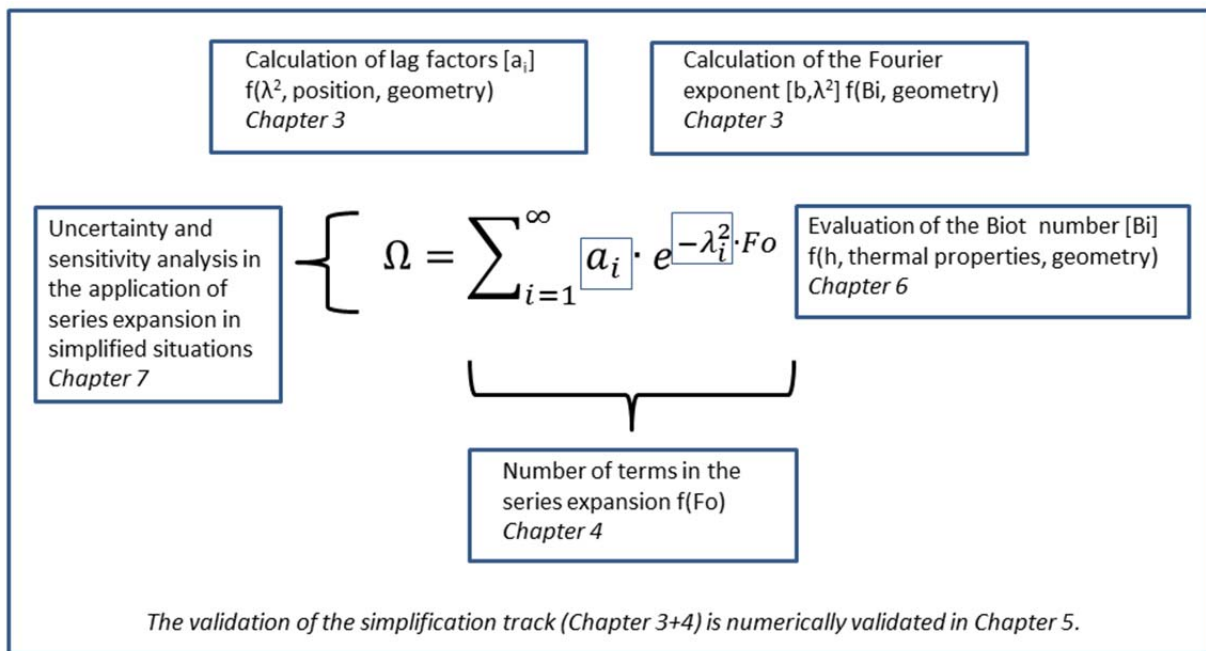 Calculation of lag factors [aᵢ]
f(λ², position, geometry)
Chapter 3
Calculation of the Fourier
exponent [b,λ²] f(Bi, geometry)
Chapter 3
Uncertainty and
sensitivity analysis in
the application of
series expansion in
simplified situations
Chapter 7
Ω = ∑_{i=1}^{∞} a_i · e^{-λ_i^2·Fo}
Evaluation of the Biot number [Bi]
f(h, thermal properties, geometry)
Chapter 6
Number of terms in the
series expansion f(Fo)
Chapter 4
The validation of the simplification track (Chapter 3+4) is numerically validated in Chapter 5.